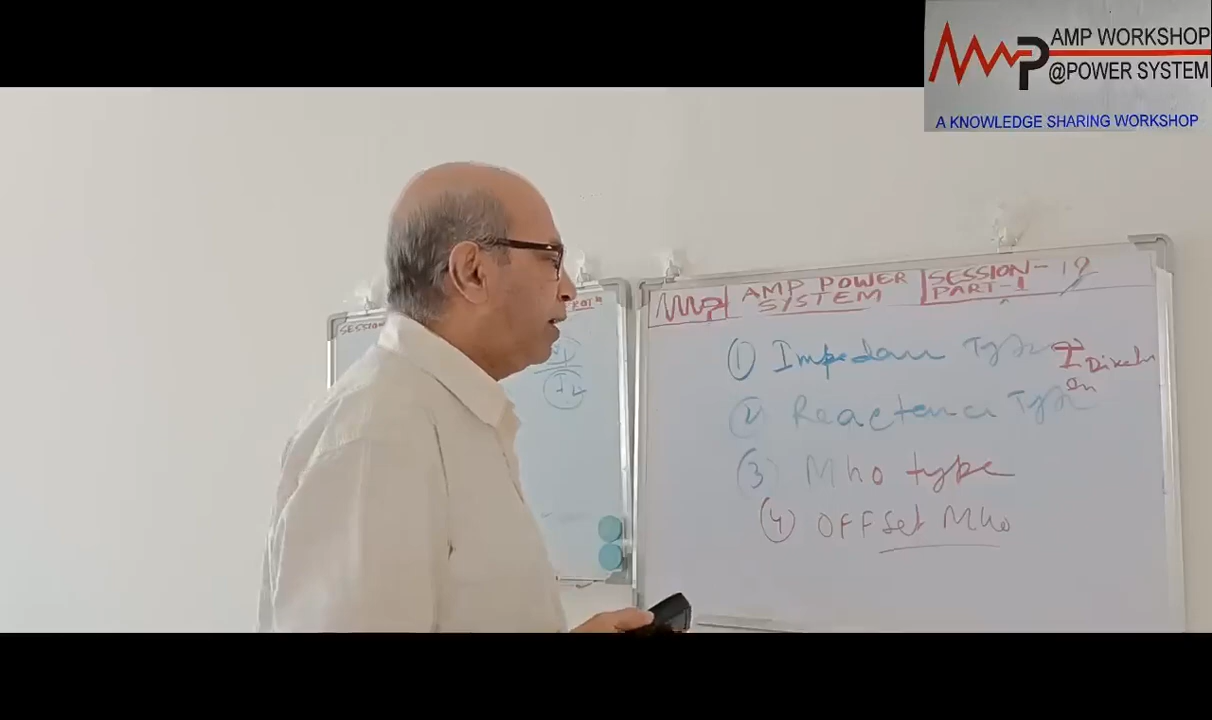 AMP WORKSHOP
@POWER SYSTEM
A KNOWLEDGE SHARING WORKSHOP
AMP POWER SYSTEM
SESSION - 19
PART - 1
① Impedance Type
② Reactance Type
③ Mho type
④ OFFset Mho